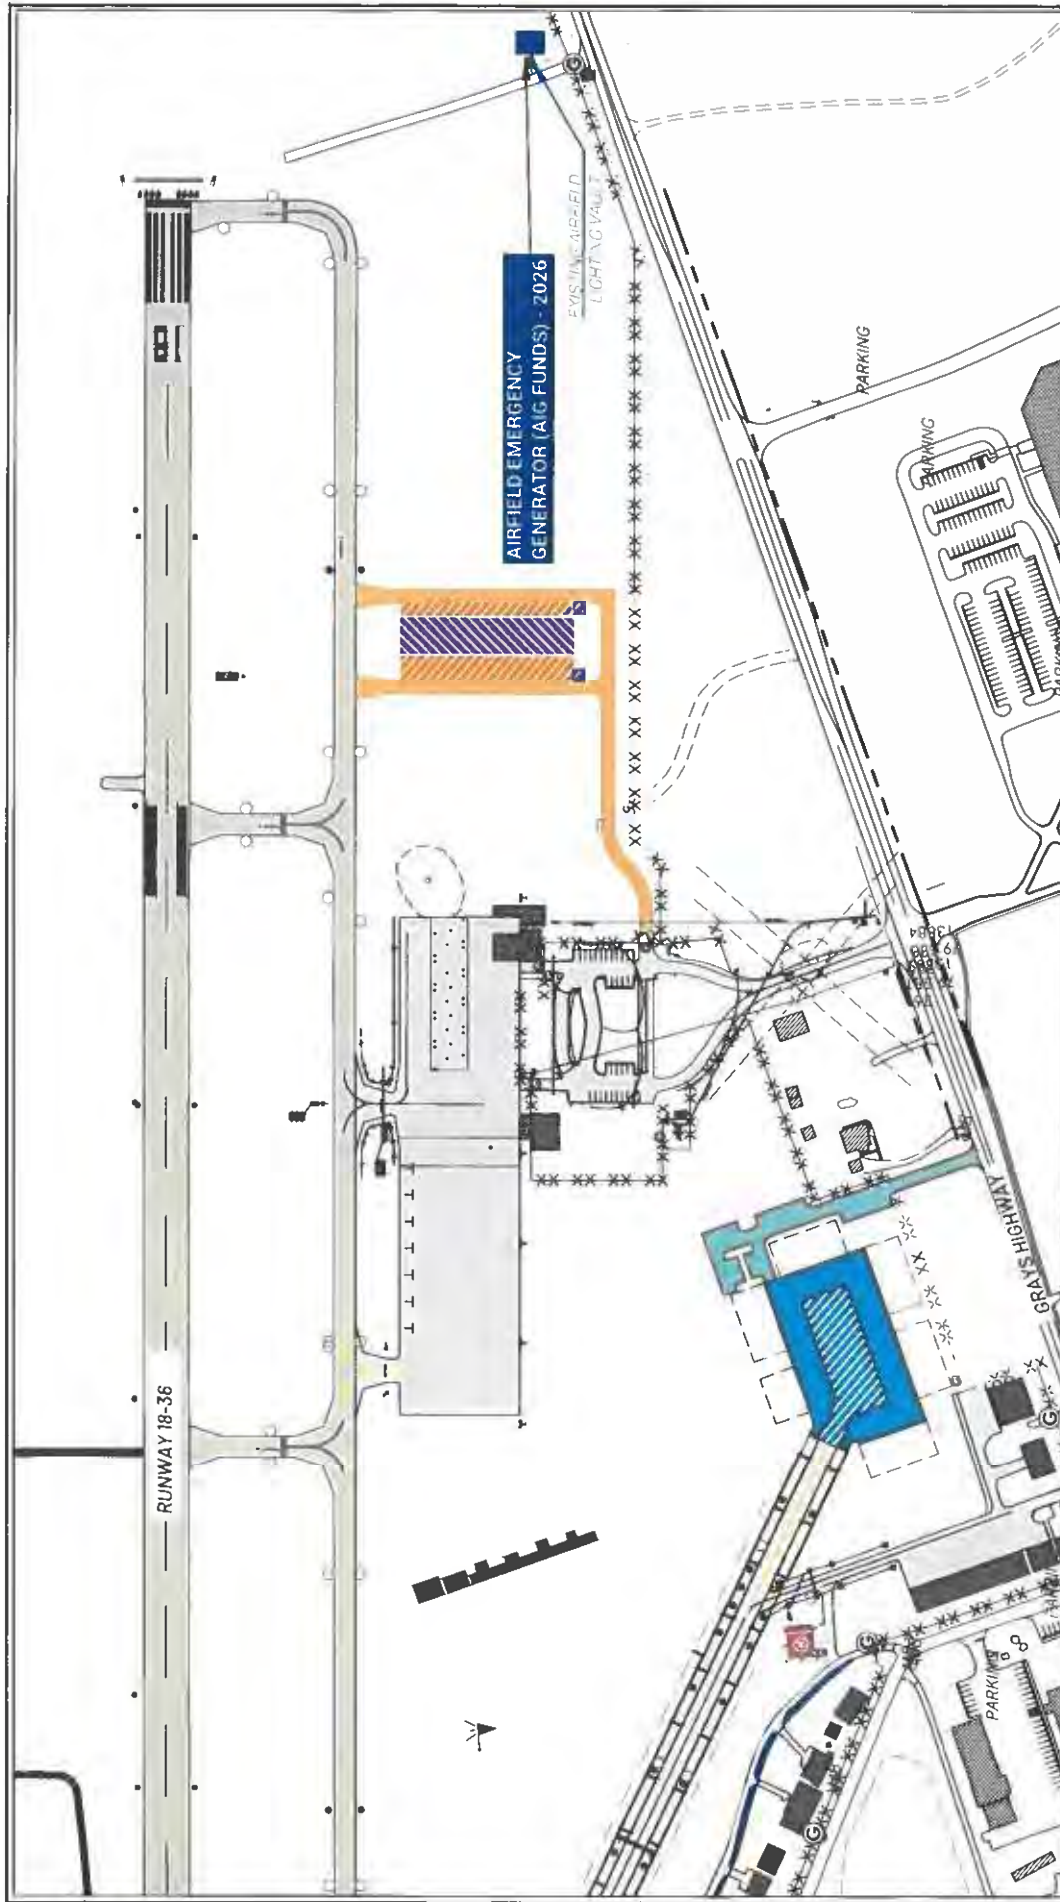 AIRFIELD EMERGENCY
GENERATOR (AIG FUNDS) - 2026
EXISTING AIRFIELD
LIGHTING VAULT
G
PARKING
PARKING
RUNWAY 18-36
GRAYS HIGHWAY
G
G
G
PARKING